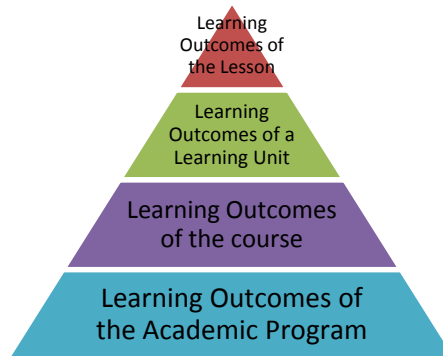 Learning
Outcomes of
the Lesson
Learning
Outcomes of a
Learning Unit
Learning Outcomes
of the course
Learning Outcomes of
the Academic Program